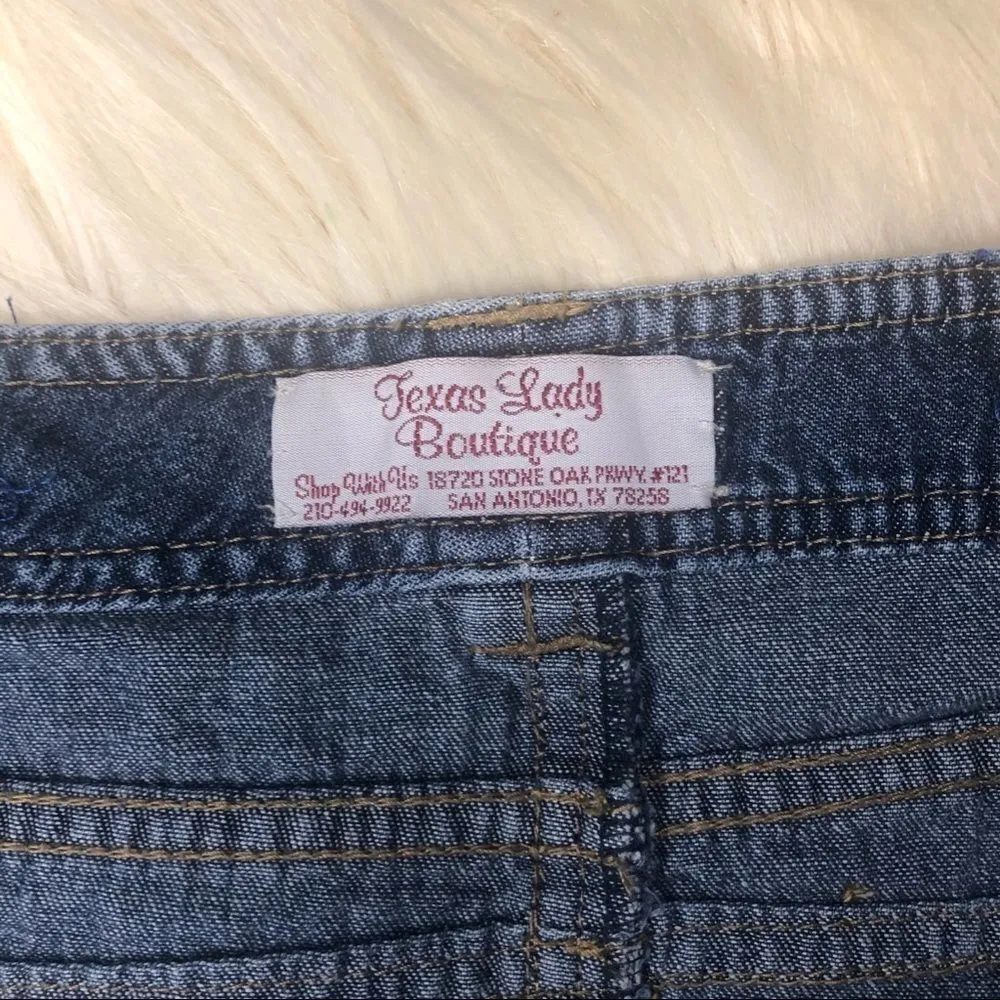 Texas Lady
Boutique
Shop With Us 18720 STONE OAK PKWY. #121
210-494-9922 SAN ANTONIO, TX 78258